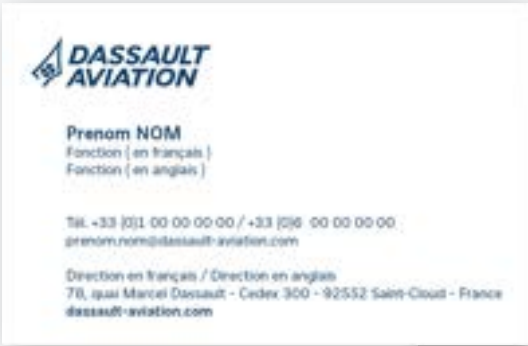 DASSAULT
AVIATION
Prenom NOM
Fonction ( en français )
Fonction ( en anglais )
Tél. +33 (0)1 00 00 00 00 / +33 (0)6 00 00 00 00
prenom.nom@dassault-aviation.com
Direction en français / Direction en anglais
78, quai Marcel Dassault - Cedex 300 - 92552 Saint-Cloud - France
dassault-aviation.com